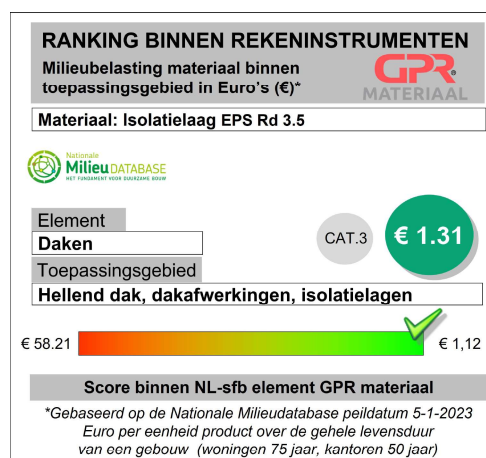 RANKING BINNEN REKENINSTRUMENTEN
Milieubelasting materiaal binnen
toepassingsgebied in Euro's (€)*
GPR®
MATERIAAL
Materiaal: Isolatielaag EPS Rd 3.5
Nationale
MilieuDATABASE
HET FUNDAMENT VOOR DUURZAME BOUW
Element
Daken
CAT.3
€ 1.31
Toepassingsgebied
Hellend dak, dakafwerkingen, isolatielagen
€ 58.21
€ 1,12
Score binnen NL-sfb element GPR materiaal
*Gebaseerd op de Nationale Milieudatabase peildatum 5-1-2023
Euro per eenheid product over de gehele levensduur
van een gebouw (woningen 75 jaar, kantoren 50 jaar)